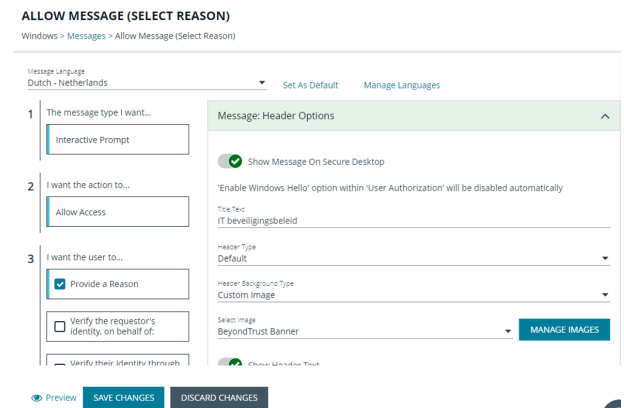 ALLOW MESSAGE (SELECT REASON)
Windows > Messages > Allow Message (Select Reason)
Message Language
Dutch - Netherlands
Set As Default
Manage Languages
1
The message type I want...
Interactive Prompt
2
I want the action to...
Allow Access
3
I want the user to...
Provide a Reason
Verify the requestor's
identity, on behalf of:
Verify their Identity through
Message: Header Options
Show Message On Secure Desktop
'Enable Windows Hello' option within 'User Authorization' will be disabled automatically
Title Text
IT beveiligingsbeleid
Header Type
Default
Header Background Type
Custom Image
Select Image
BeyondTrust Banner
MANAGE IMAGES
Show Header Text
Preview
SAVE CHANGES
DISCARD CHANGES